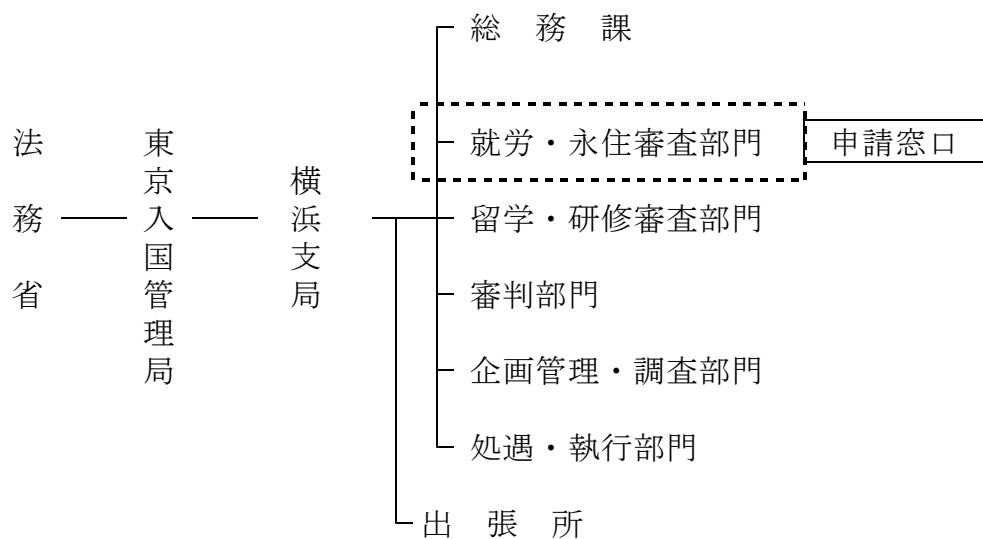 法務省
東京入国管理局
横浜支局
総務課
就労・永住審査部門
申請窓口
留学・研修審査部門
審判部門
企画管理・調査部門
処遇・執行部門
出張所